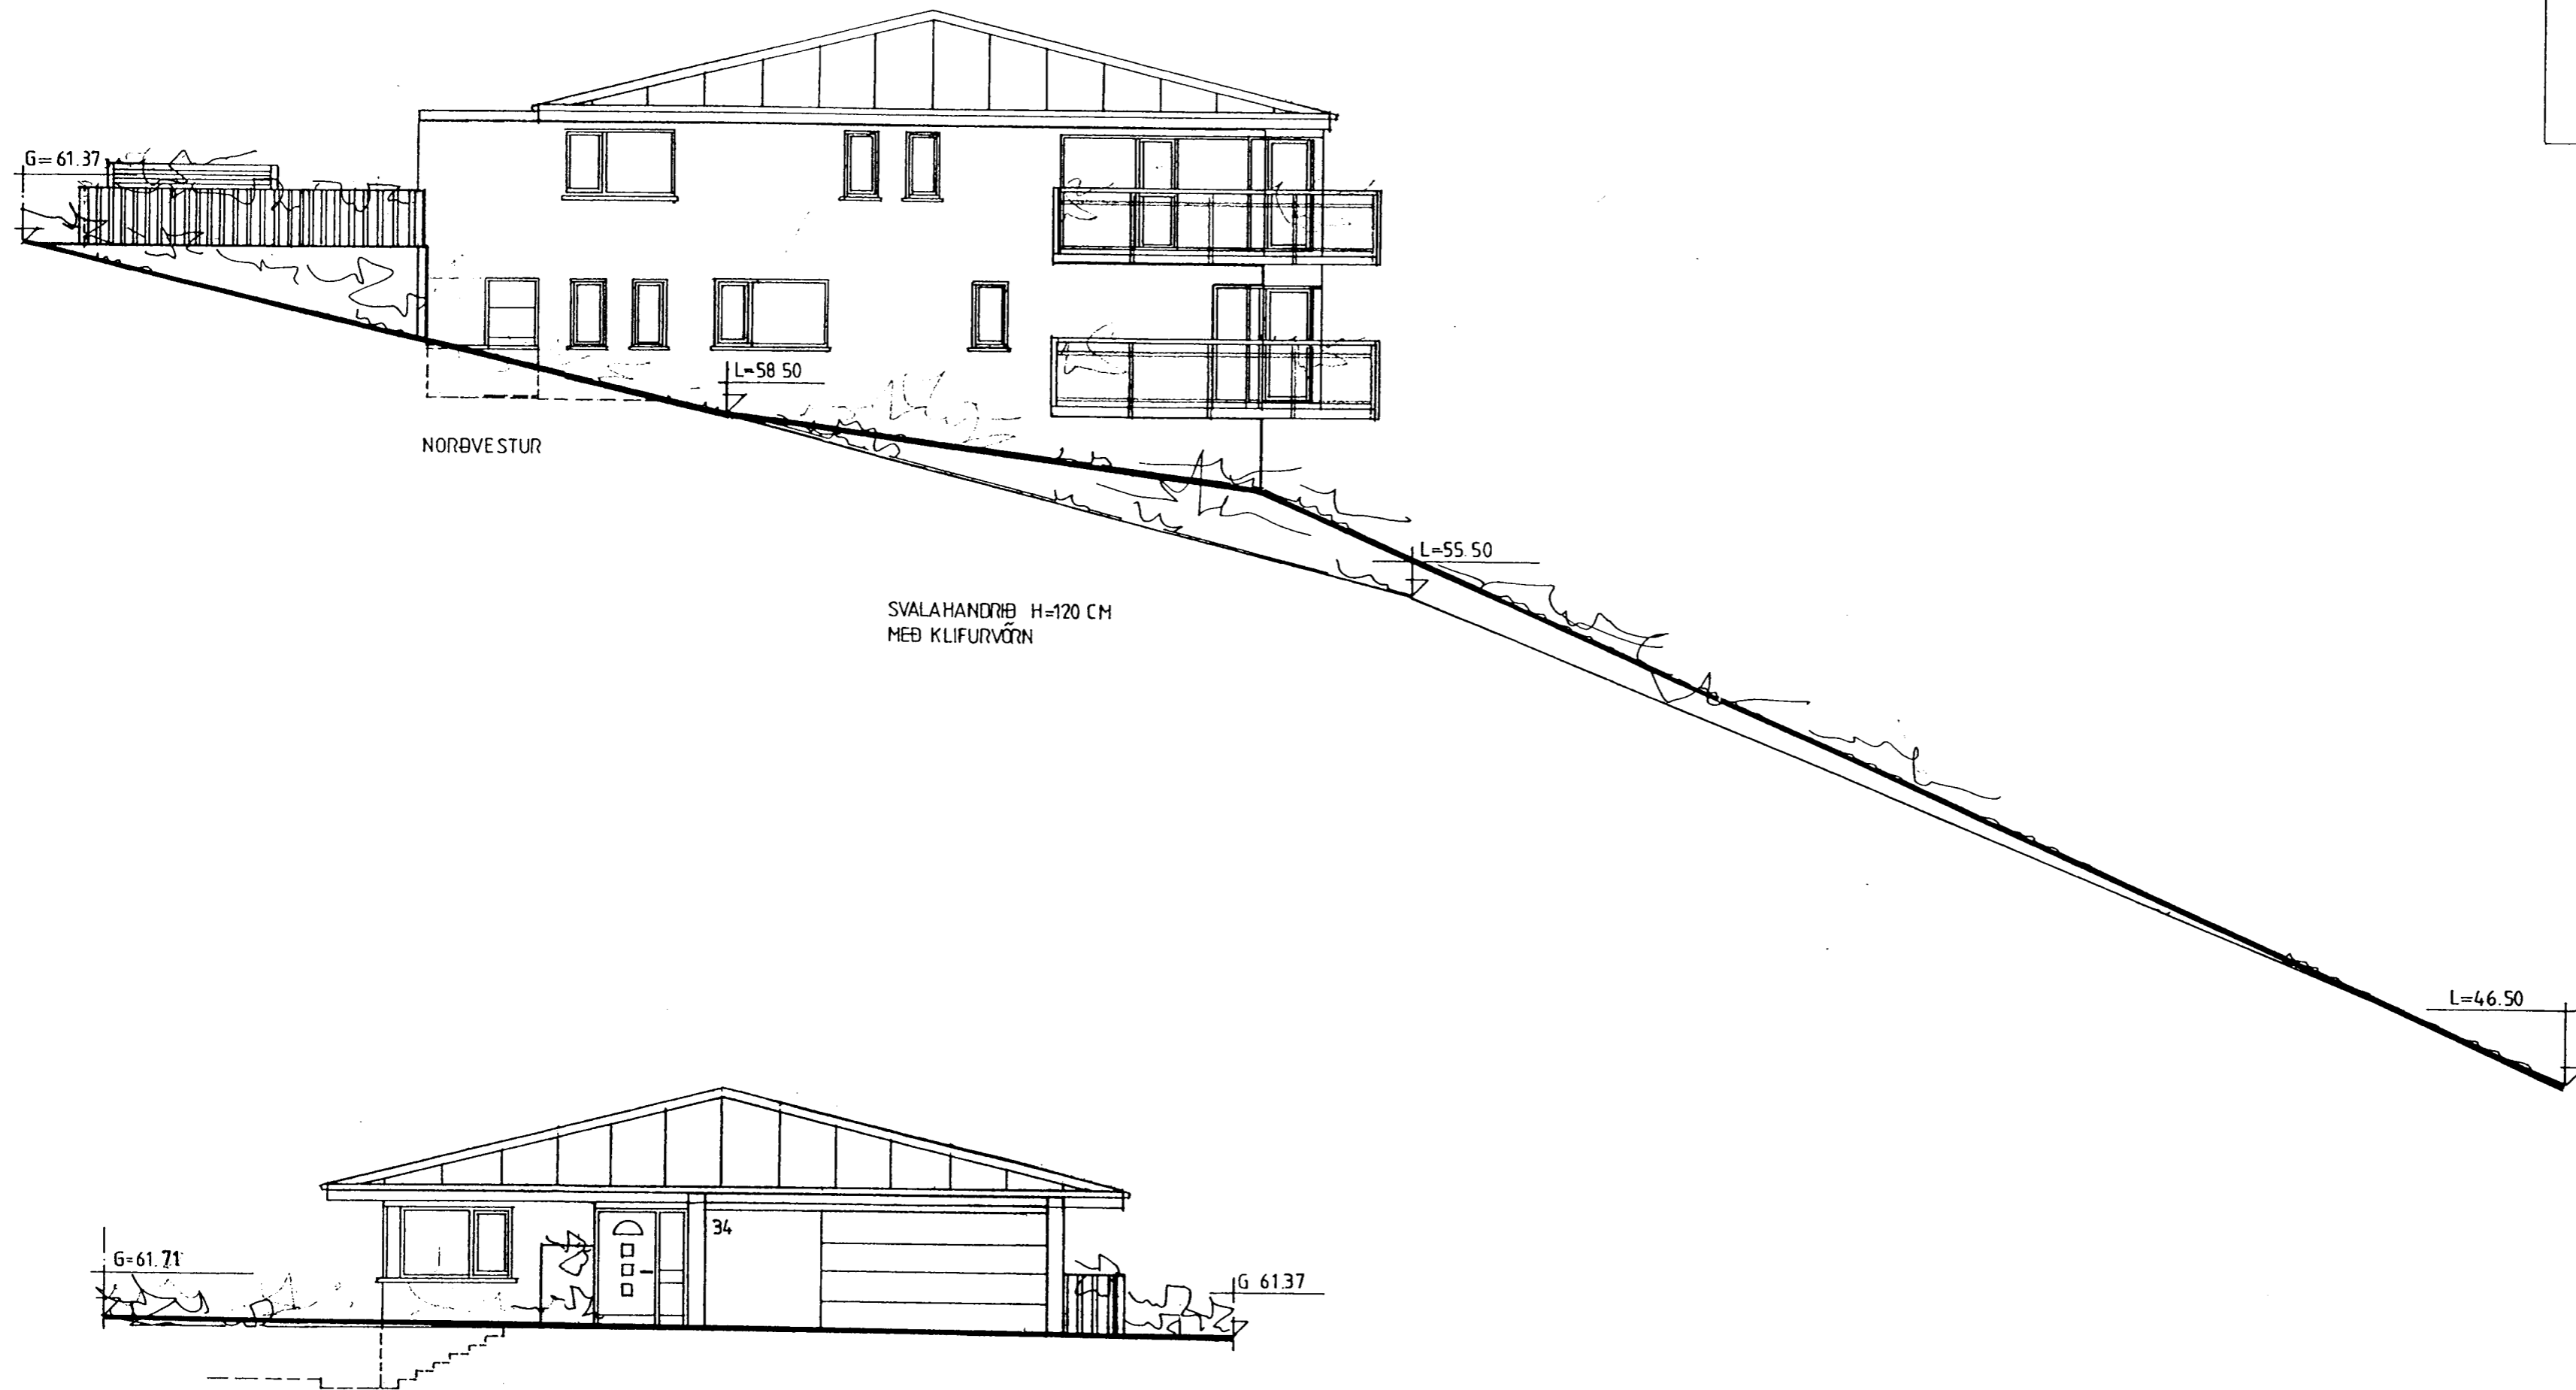 G=61.37
L=58 50
NORÐVESTUR
L=55.50
SVALAHANDRIÐ H=120 CM
MEÐ KLIFURVÖRN
L=46.50
34
G=61.71
G 61.37